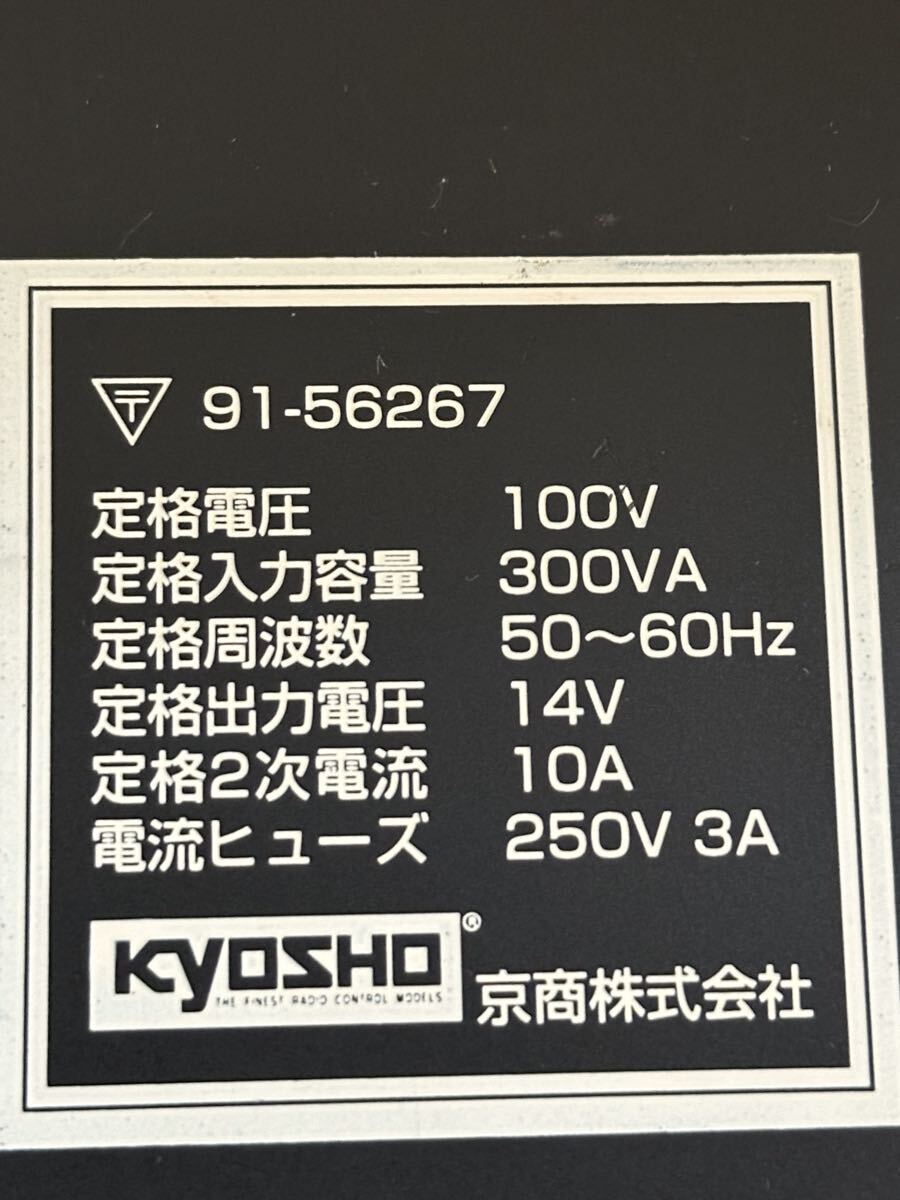 〒 91-56267
定格電圧 100V
定格入力容量 300VA
定格周波数 50～60Hz
定格出力電圧 14V
定格2次電流 10A
電流ヒューズ 250V 3A
KYOSHO®
THE FINEST RADIO CONTROL MODELS
京商株式会社